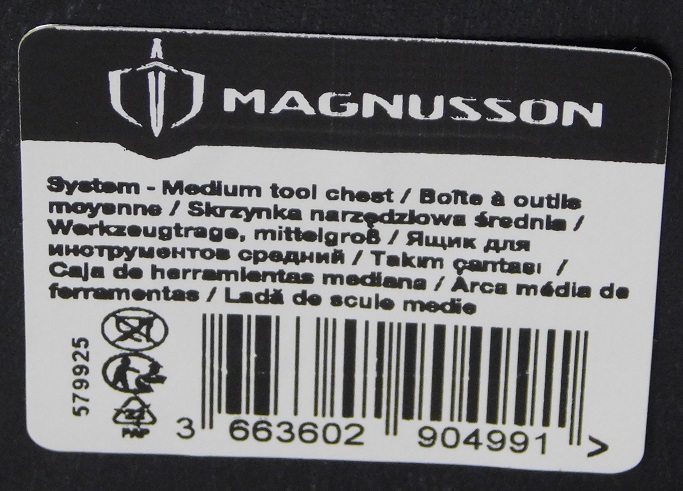 MAGNUSSON
System - Medium tool chest / Boîte à outils
moyenne / Skrzynka narzędziowa średnia /
Werkzeugtrage, mittelgroß / Ящик для
инструментов средний / Takım çantası /
Caja de herramientas mediana / Arca média de
ferramentas / Ladă de scule medie
579925
PAP
3 663602 904991 >